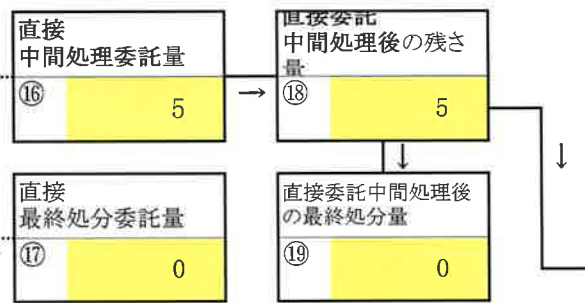 直接
中間処理委託量
⑯ 5
→
直接委託
中間処理後の残さ
量
⑱ 5
↓
↓
直接
最終処分委託量
⑰ 0
直接委託中間処理後
の最終処分量
⑲ 0